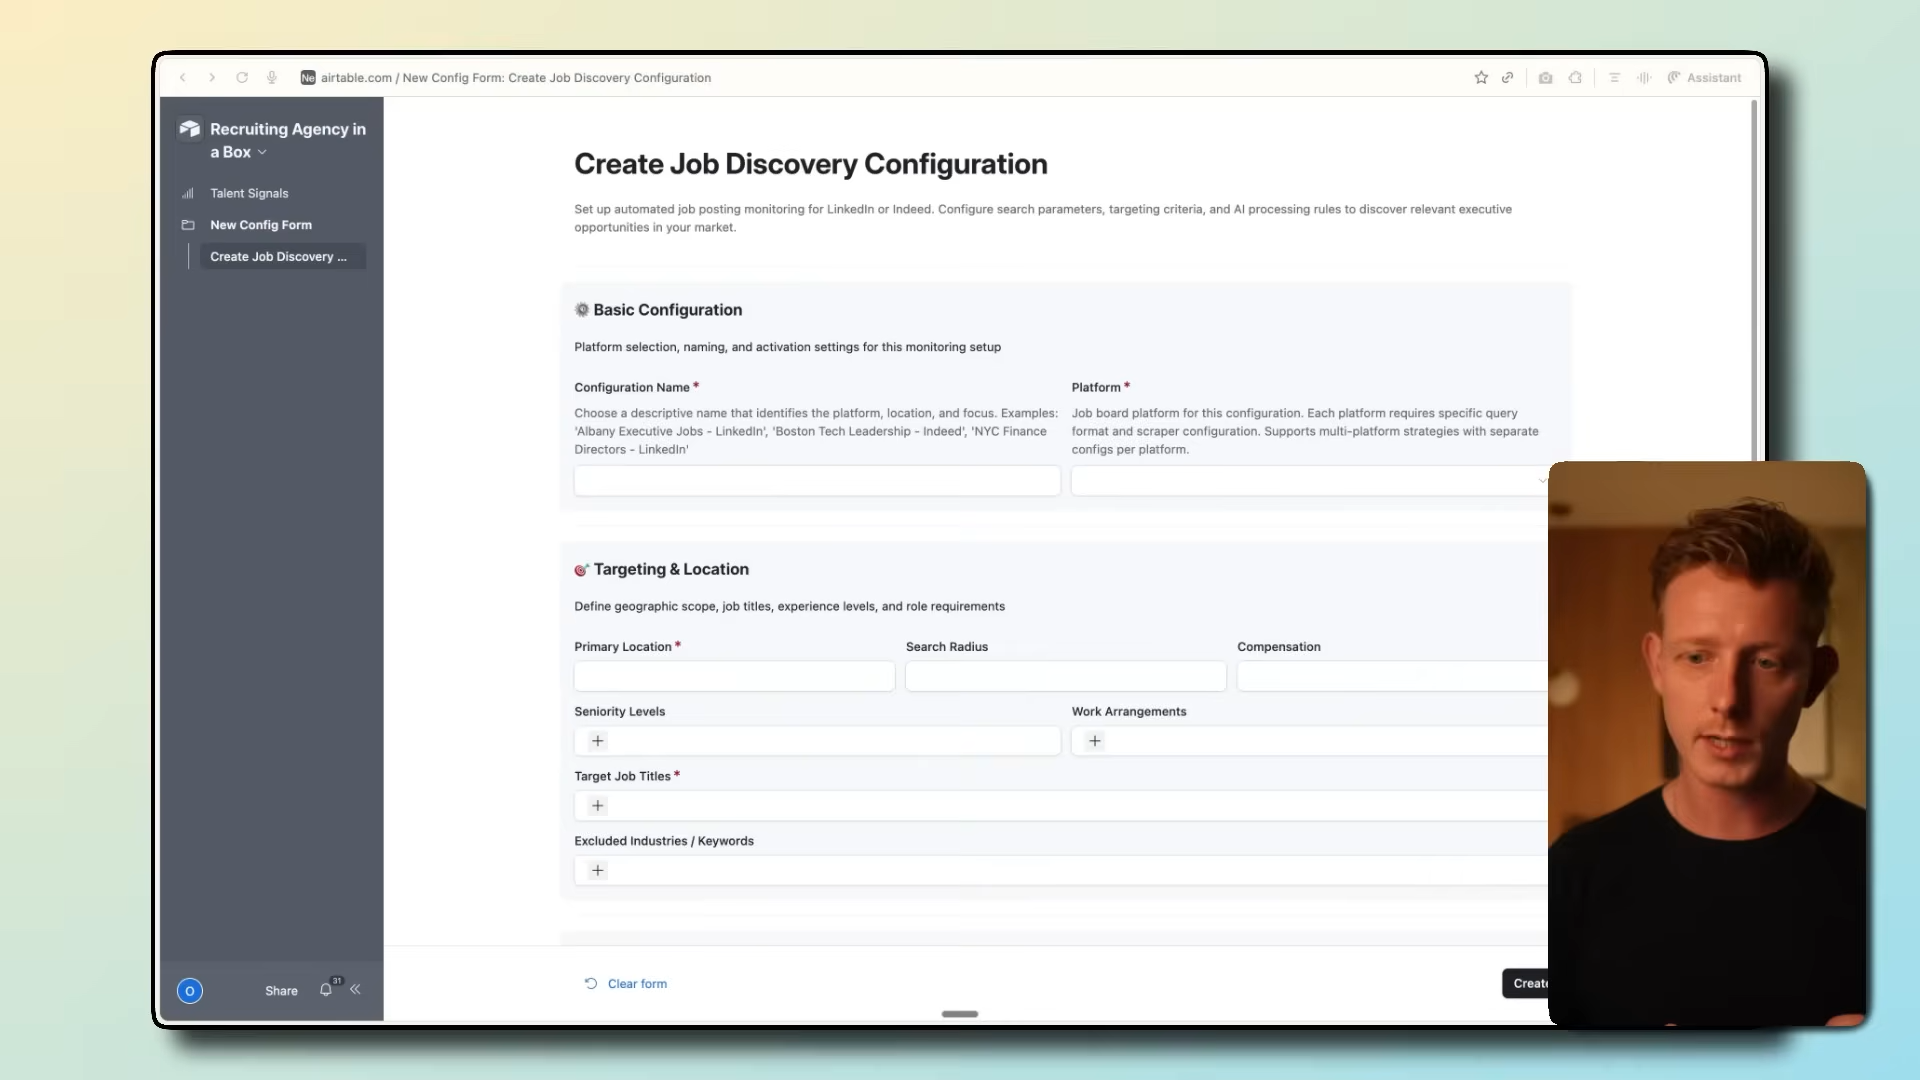 Ne airtable.com / New Config Form: Create Job Discovery Configuration
Assistant
Recruiting Agency in
a Box
Talent Signals
New Config Form
Create Job Discovery ...
Create Job Discovery Configuration
Set up automated job posting monitoring for LinkedIn or Indeed. Configure search parameters, targeting criteria, and AI processing rules to discover relevant executive
opportunities in your market.
Basic Configuration
Platform selection, naming, and activation settings for this monitoring setup
Configuration Name *
Choose a descriptive name that identifies the platform, location, and focus. Examples:
'Albany Executive Jobs - LinkedIn', 'Boston Tech Leadership - Indeed', 'NYC Finance
Directors - LinkedIn'
Platform *
Job board platform for this configuration. Each platform requires specific query
format and scraper configuration. Supports multi-platform strategies with separate
configs per platform.
Targeting & Location
Define geographic scope, job titles, experience levels, and role requirements
Primary Location * Search Radius Compensation
Seniority Levels Work Arrangements
Target Job Titles *
Excluded Industries / Keywords
Clear form
Create
O Share 31